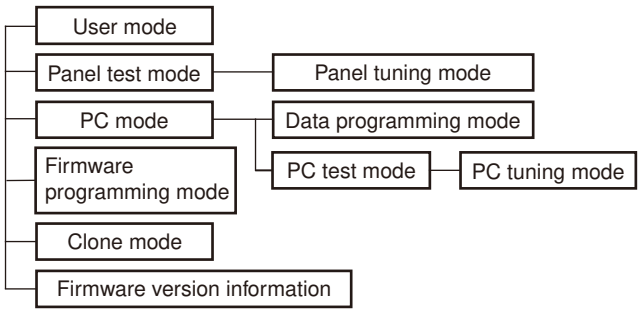 User mode
Panel test mode
Panel tuning mode
PC mode
Data programming mode
PC test mode
PC tuning mode
Firmware
programming mode
Clone mode
Firmware version information